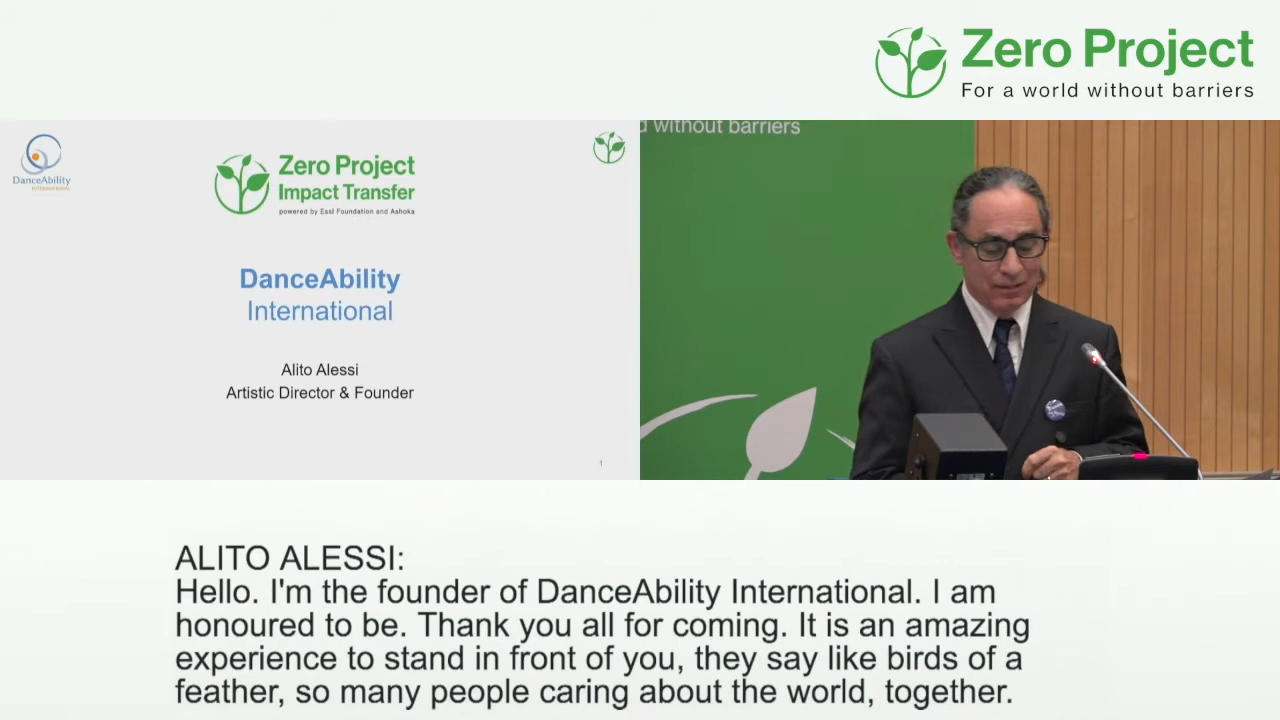 Zero Project
For a world without barriers
d without barriers
DanceAbility
INTERNATIONAL
Zero Project
Impact Transfer
powered by Essl Foundation and Ashoka
DanceAbility
International
Alito Alessi
Artistic Director & Founder
1
ALITO ALESSI:
Hello. I'm the founder of DanceAbility International. I am
honoured to be. Thank you all for coming. It is an amazing
experience to stand in front of you, they say like birds of a
feather, so many people caring about the world, together.